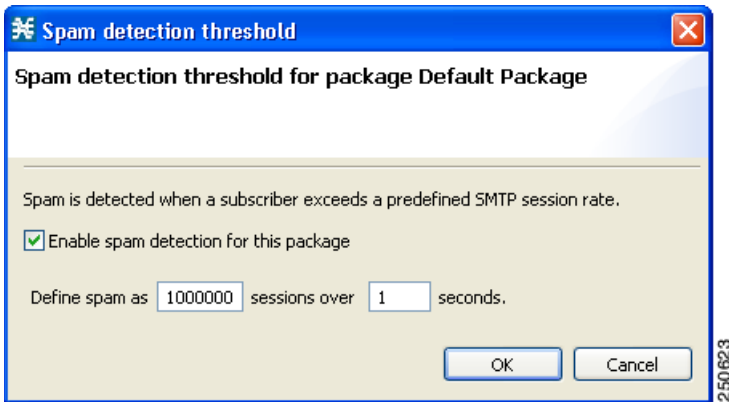 Spam detection threshold
Spam detection threshold for package Default Package
Spam is detected when a subscriber exceeds a predefined SMTP session rate.
Enable spam detection for this package
Define spam as 1000000 sessions over 1 seconds.
OK Cancel
250623